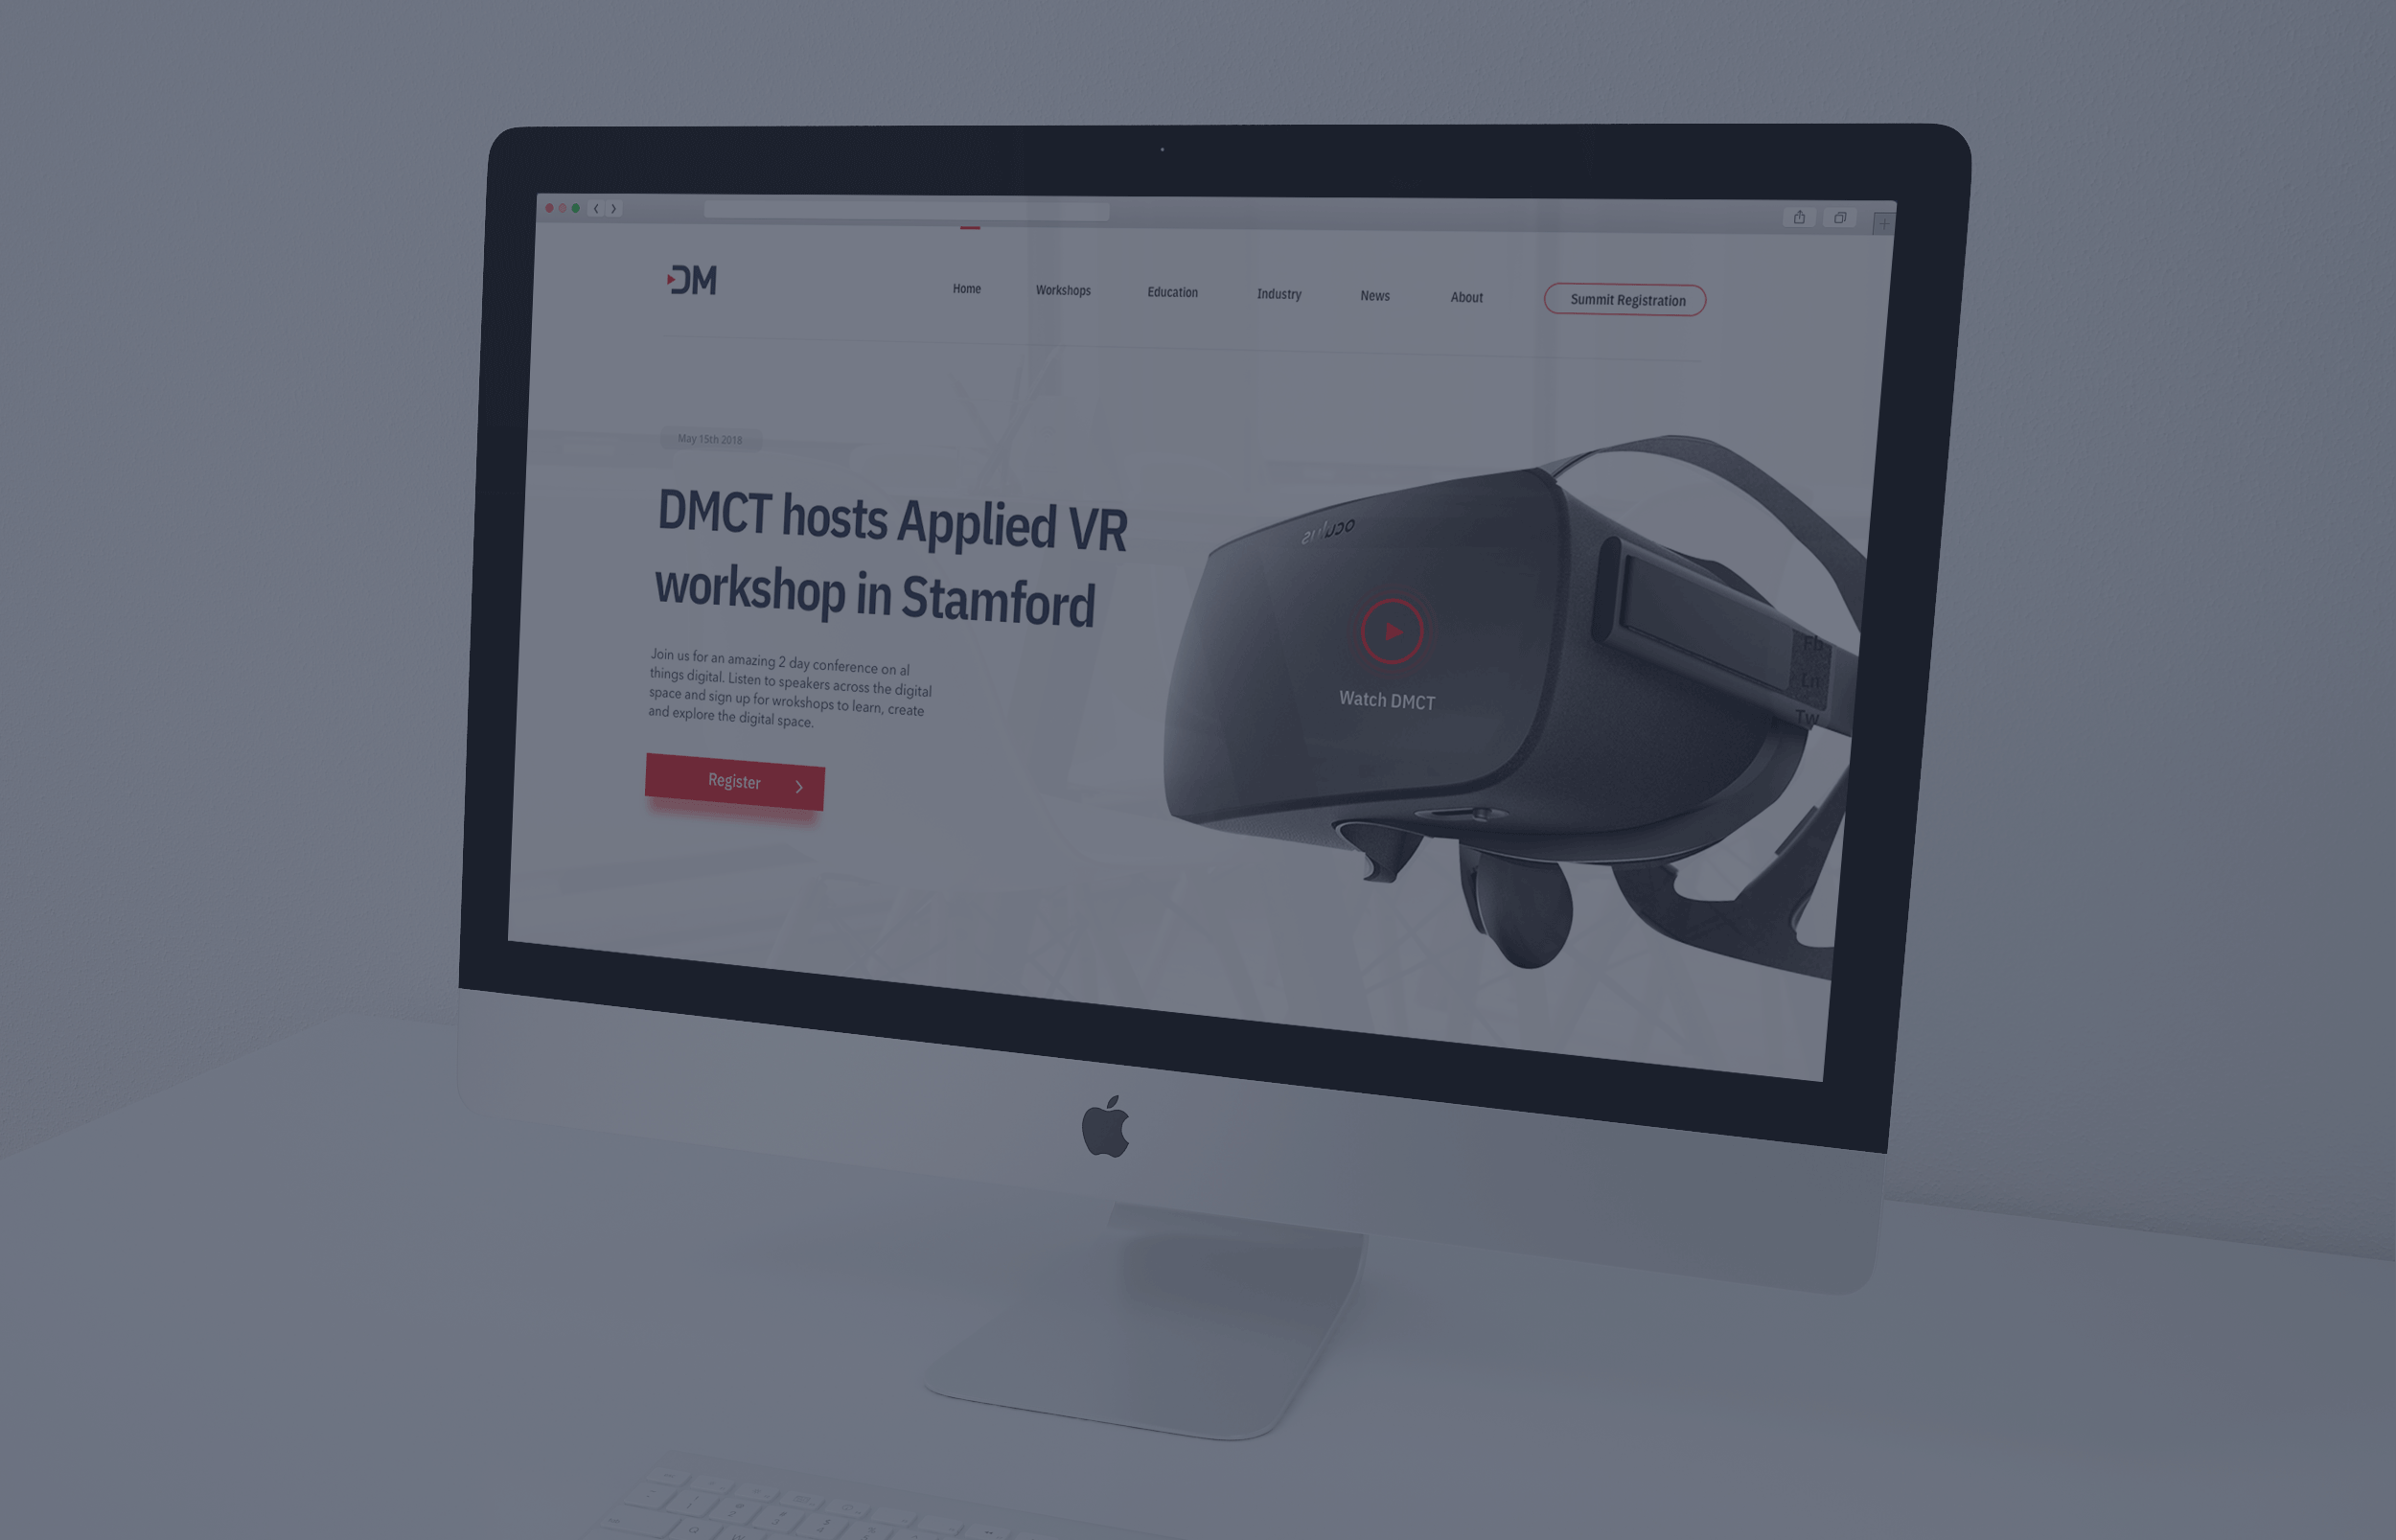 DM
Home
Workshops
Education
Industry
News
About
Summit Registration
May 15th 2018
DMCT hosts Applied VR
workshop in Stamford
Join us for an amazing 2 day conference on al
things digital. Listen to speakers across the digital
space and sign up for wrokshops to learn, create
and explore the digital space.
Register
oculus
Watch DMCT
Fb
Ln
Tw